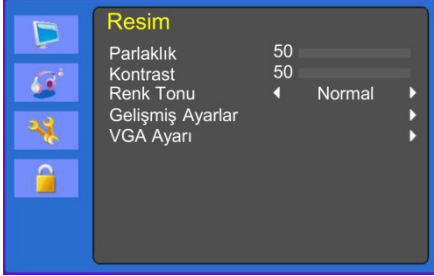 Resim
Parlaklık 50
Kontrast 50
Renk Tonu Normal
Gelişmiş Ayarlar
VGA Ayarı